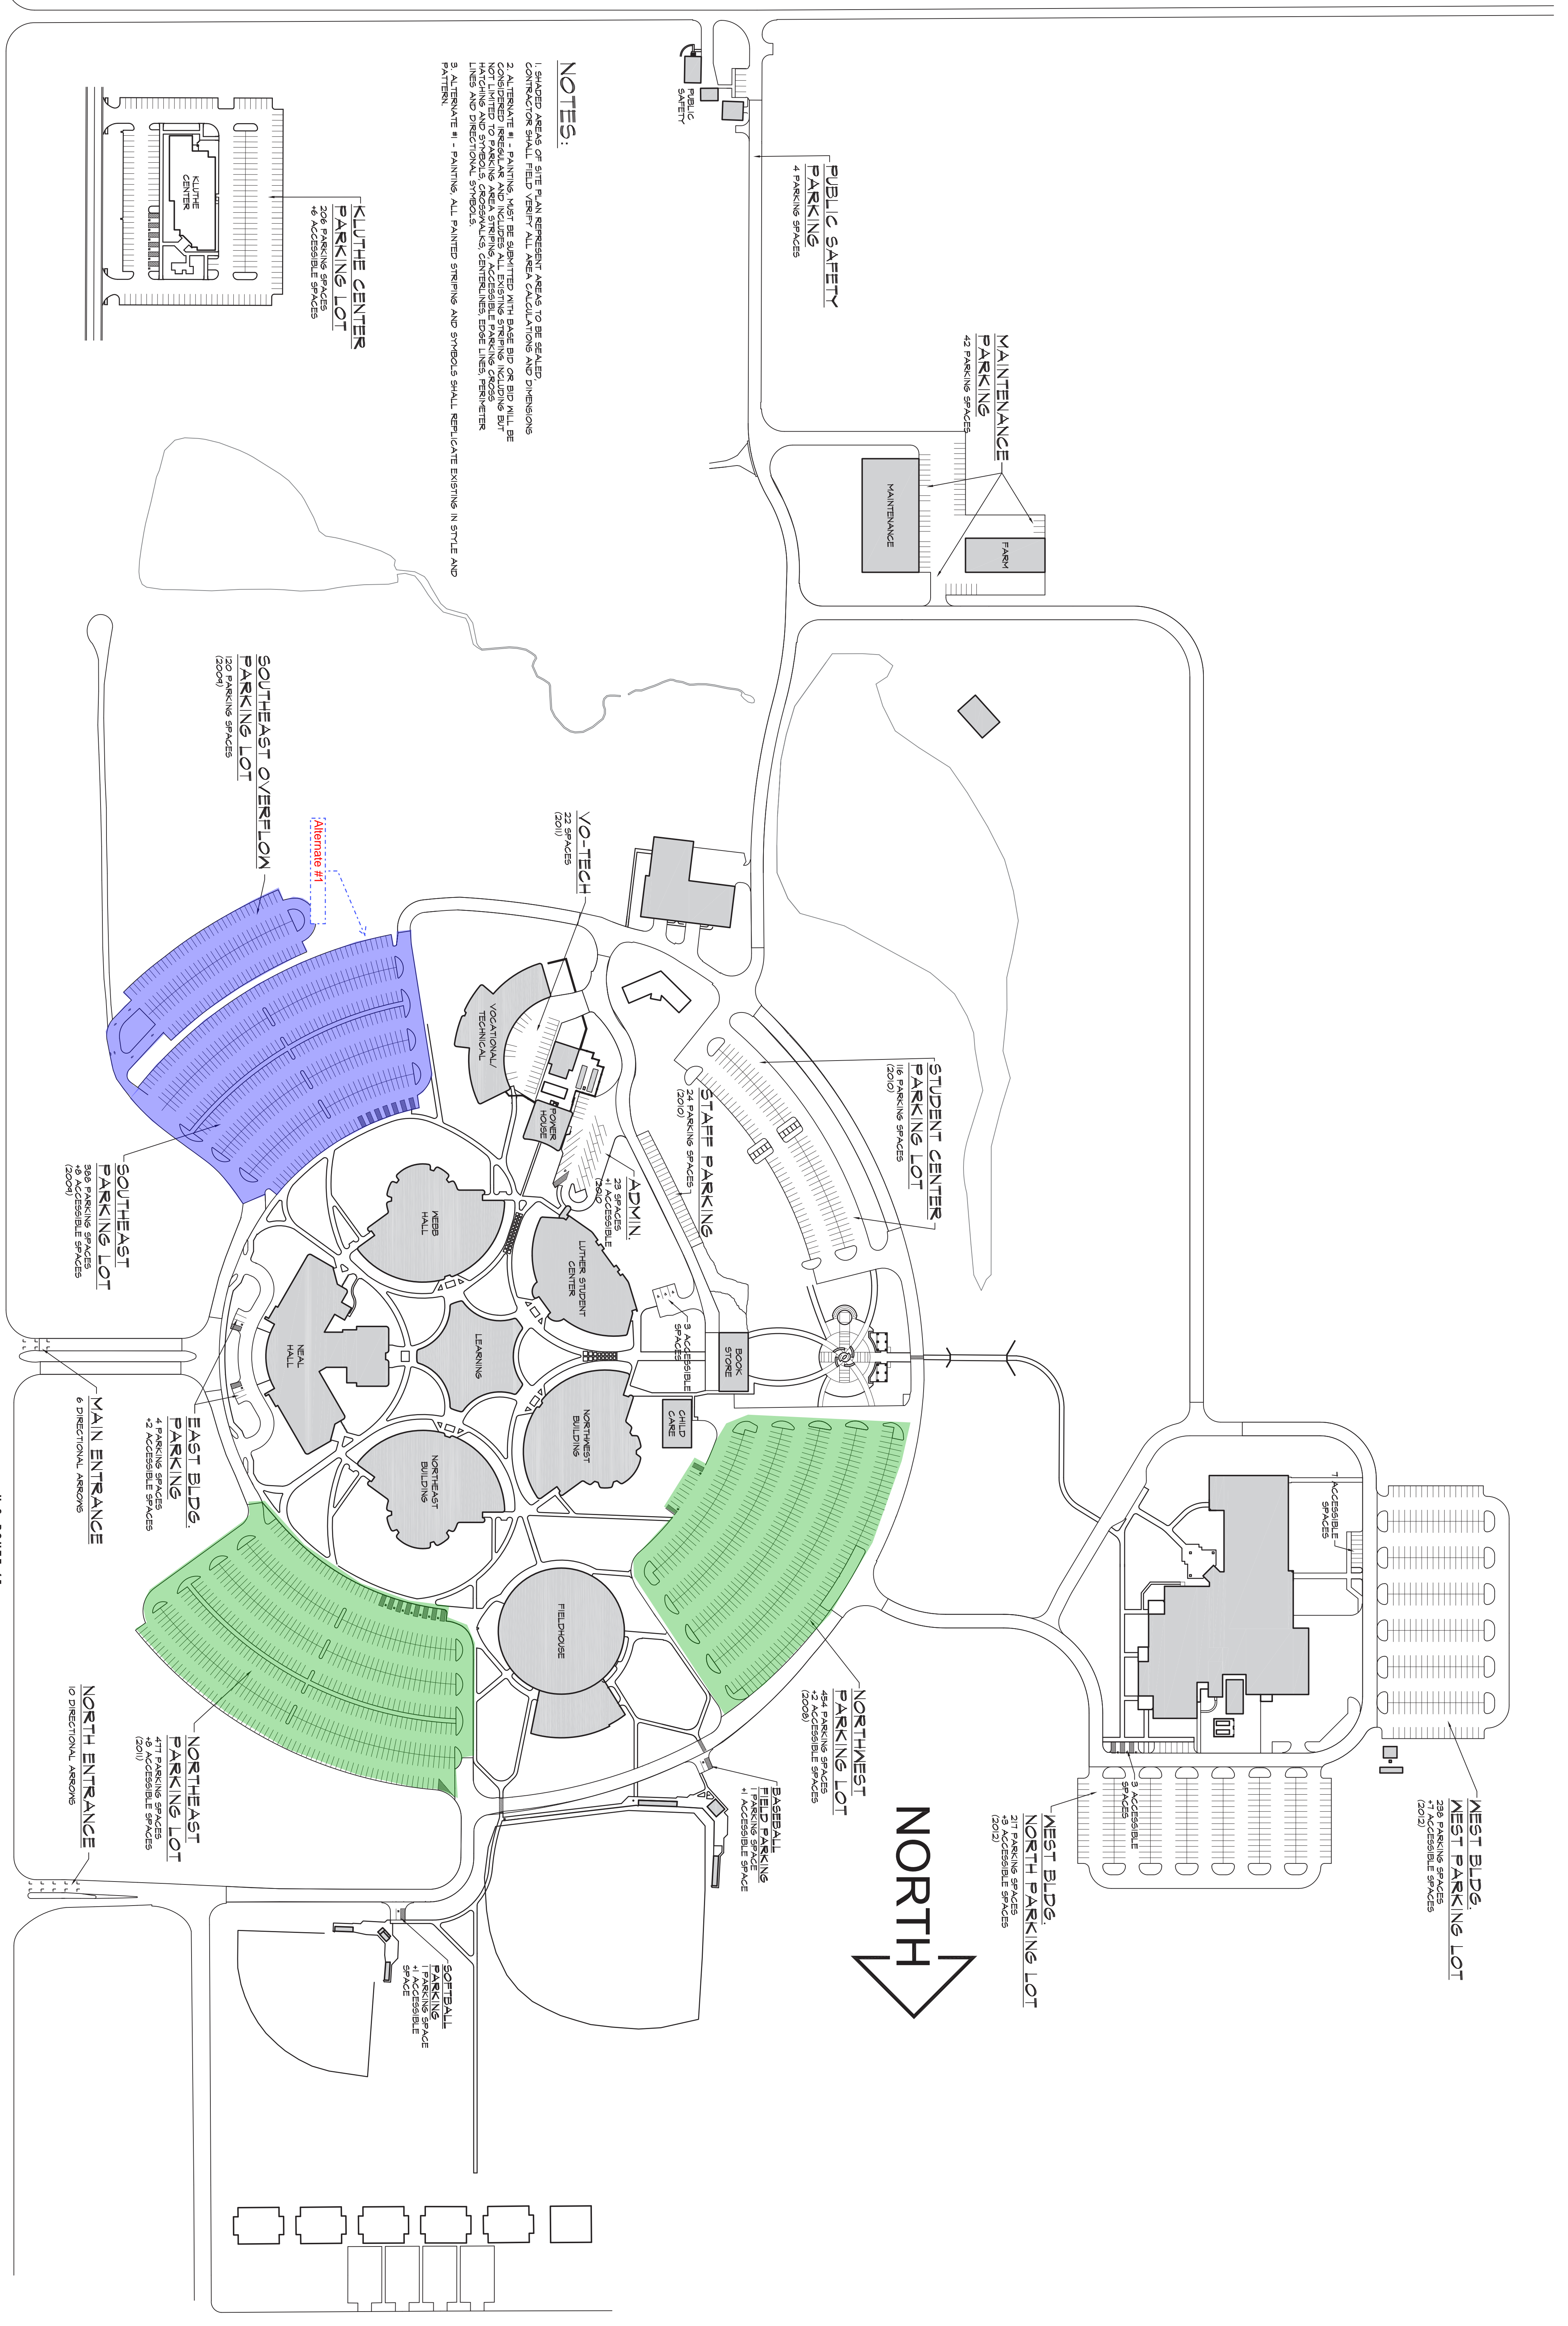 NOTES:
1. SHADED AREAS OF SITE PLAN REPRESENT AREAS TO BE SEALED,
CONTRACTOR SHALL FIELD VERIFY ALL AREA CALCULATIONS AND DIMENSIONS
2. ALTERNATE #1 - PAINTING, MUST BE SUBMITTED WITH BASE BID OR BID WILL BE
CONSIDERED IRREGULAR AND INCLUDES ALL EXISTING STRIPING INCLUDING BUT
NOT LIMITED TO PARKING AREA STRIPING, ACCESSIBLE PARKING CROSS
HATCHING AND SYMBOLS, CROSSWALKS, CENTERLINES, EDGE LINES, PERIMETER
LINES AND DIRECTIONAL SYMBOLS.
3. ALTERNATE #1 - PAINTING, ALL PAINTED STRIPING AND SYMBOLS SHALL REPLICATE EXISTING IN STYLE AND
PATTERN.
PUBLIC
SAFETY
PUBLIC SAFETY
PARKING
4 PARKING SPACES
KLUTHE
CENTER
KLUTHE CENTER
PARKING LOT
206 PARKING SPACES
+6 ACCESSIBLE SPACES
MAINTENANCE
PARKING
42 PARKING SPACES
MAINTENANCE
FARM
SOUTHEAST OVERFLOW
PARKING LOT
120 PARKING SPACES
(2009)
Alternate #1
VO-TECH
22 SPACES
(2011)
VOCATIONAL/
TECHNICAL
POWER
HOUSE
STUDENT CENTER
PARKING LOT
116 PARKING SPACES
(2010)
STAFF PARKING
24 PARKING SPACES
(2010)
ADMIN.
23 SPACES
+1 ACCESSIBLE
(2010)
SOUTHEAST
PARKING LOT
388 PARKING SPACES
+8 ACCESSIBLE SPACES
(2009)
WEBB
HALL
LUTHER STUDENT
CENTER
3 ACCESSIBLE
SPACES
NEAL
HALL
LEARNING
BOOK
STORE
CHILD
CARE
NORTHWEST
BUILDING
NORTHEAST
BUILDING
MAIN ENTRANCE
6 DIRECTIONAL ARROWS
EAST BLDG.
PARKING
4 PARKING SPACES
+2 ACCESSIBLE SPACES
FIELDHOUSE
7 ACCESSIBLE
SPACES
NORTHWEST
PARKING LOT
454 PARKING SPACES
+2 ACCESSIBLE SPACES
(2008)
NORTH ENTRANCE
10 DIRECTIONAL ARROWS
NORTHEAST
PARKING LOT
477 PARKING SPACES
+8 ACCESSIBLE SPACES
(2011)
BASEBALL
FIELD PARKING
1 PARKING SPACE
+1 ACCESSIBLE SPACE
3 ACCESSIBLE
SPACES
WEST BLDG.
WEST PARKING LOT
238 PARKING SPACES
+7 ACCESSIBLE SPACES
(2012)
WEST BLDG.
NORTH PARKING LOT
217 PARKING SPACES
+3 ACCESSIBLE SPACES
(2012)
NORTH
SOFTBALL
PARKING
1 PARKING SPACE
+1 ACCESSIBLE
SPACE